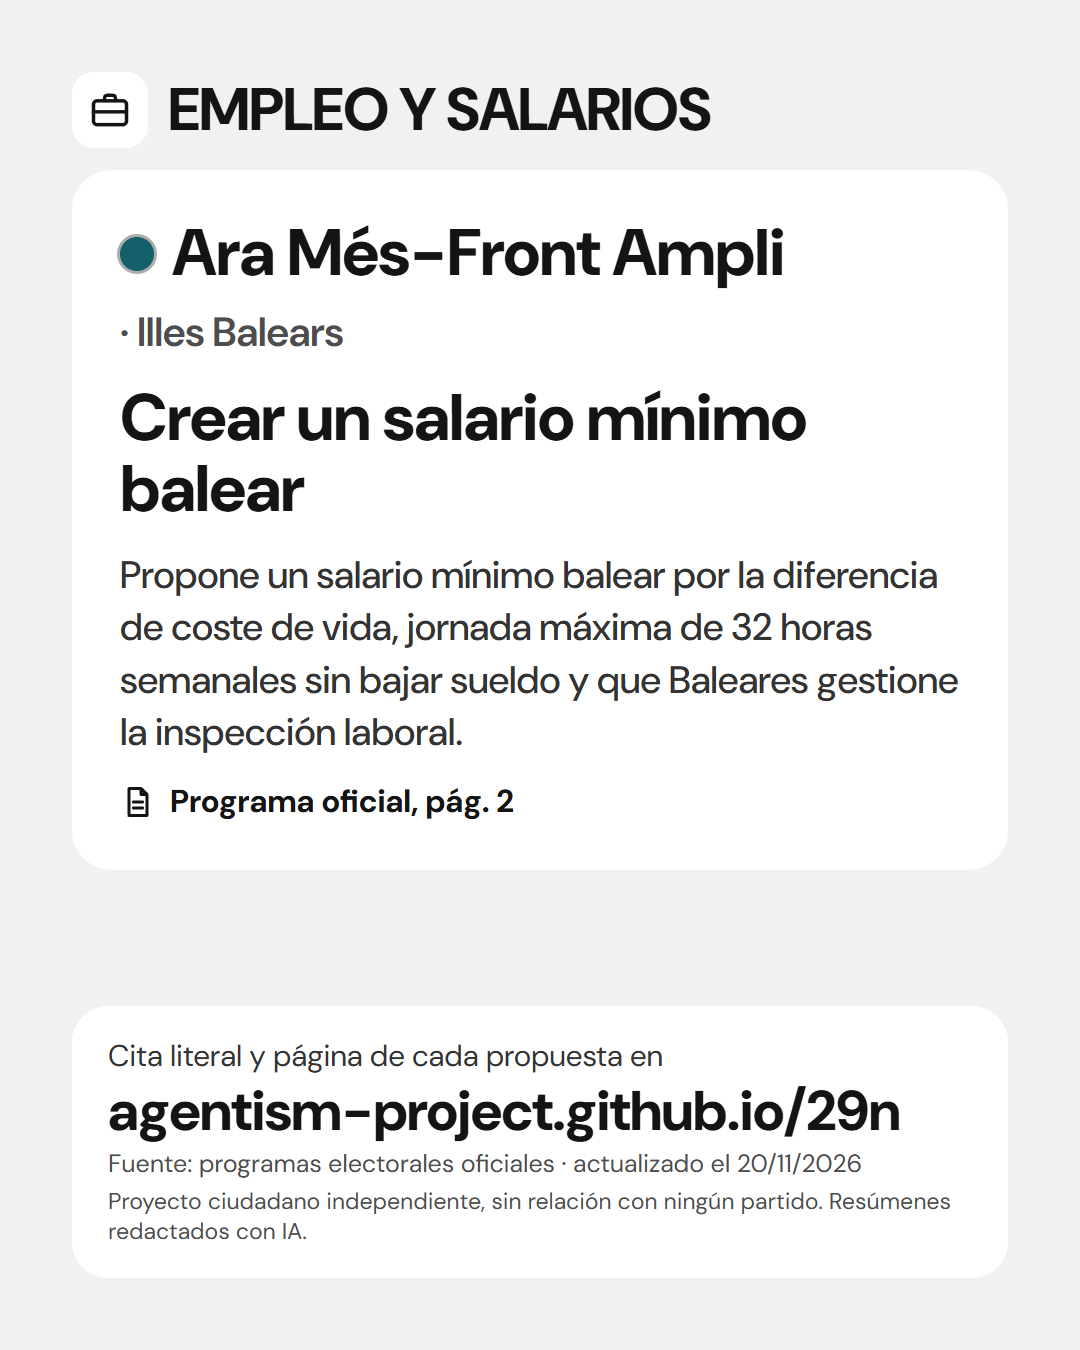 EMPLEO Y SALARIOS
Ara Més-Front Ampli
· Illes Balears
Crear un salario mínimo
balear
Propone un salario mínimo balear por la diferencia
de coste de vida, jornada máxima de 32 horas
semanales sin bajar sueldo y que Baleares gestione
la inspección laboral.
Programa oficial, pág. 2
Cita literal y página de cada propuesta en
agentism-project.github.io/29n
Fuente: programas electorales oficiales · actualizado el 20/11/2026
Proyecto ciudadano independiente, sin relación con ningún partido. Resúmenes
redactados con IA.